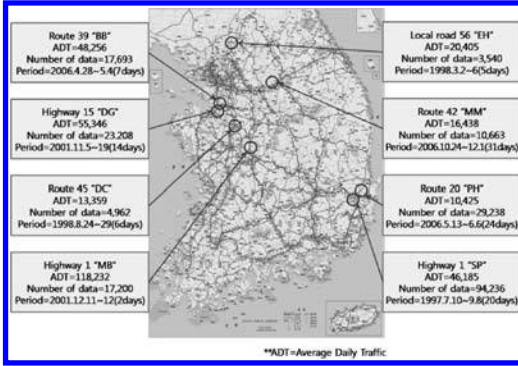 Route 39 "BB"
ADT=48,256
Number of data=17,693
Period=2006.4.28~5.4(7days)
Highway 15 "DG"
ADT=55,346
Number of data=23,208
Period=2001.11.5~19(14days)
Route 45 "DC"
ADT=13,359
Number of data=4,962
Period=1998.8.24~29(6days)
Highway 1 "MB"
ADT=118,232
Number of data=17,200
Period=2001.12.11~12(2days)
Local road 56 "EH"
ADT=20,405
Number of data=3,540
Period=1998.3.2~6(5days)
Route 42 "MM"
ADT=16,438
Number of data=10,663
Period=2006.10.24~12.1(31days)
Route 20 "PH"
ADT=10,425
Number of data=29,238
Period=2006.5.13~6.6(24days)
Highway 1 "SP"
ADT=46,185
Number of data=94,236
Period=1997.7.10~9.8(20days)
**ADT=Average Daily Traffic